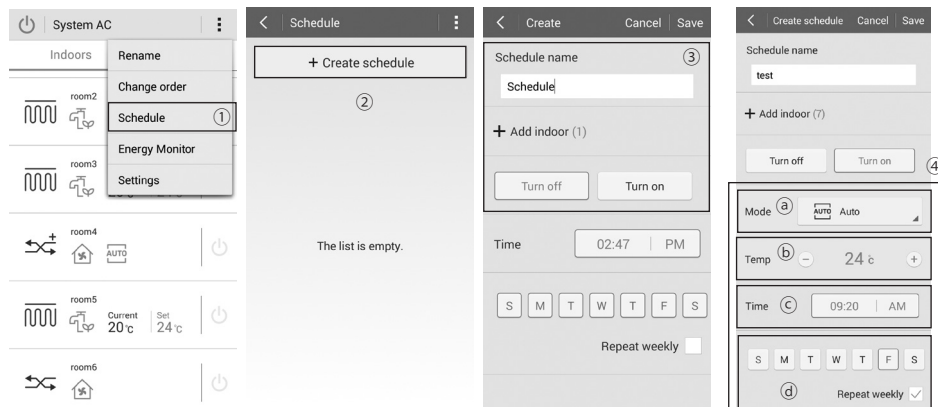 System AC
Indoors
Rename
Change order
Schedule ①
Energy Monitor
Settings
room2
room3
room4
AUTO
room5
Current Set
20 °c 24 °c
room6
Schedule
+ Create schedule
②
The list is empty.
Create Cancel Save
Schedule name ③
Schedule
+ Add indoor (1)
Turn off Turn on
Time 02:47 PM
S M T W T F S
Repeat weekly
Create schedule Cancel Save
Schedule name
test
+ Add indoor (7)
Turn off Turn on
④
Mode ⓐ AUTO Auto
Temp ⓑ − 24 °c +
Time ⓒ 09:20 AM
S M T W T F S
ⓓ Repeat weekly